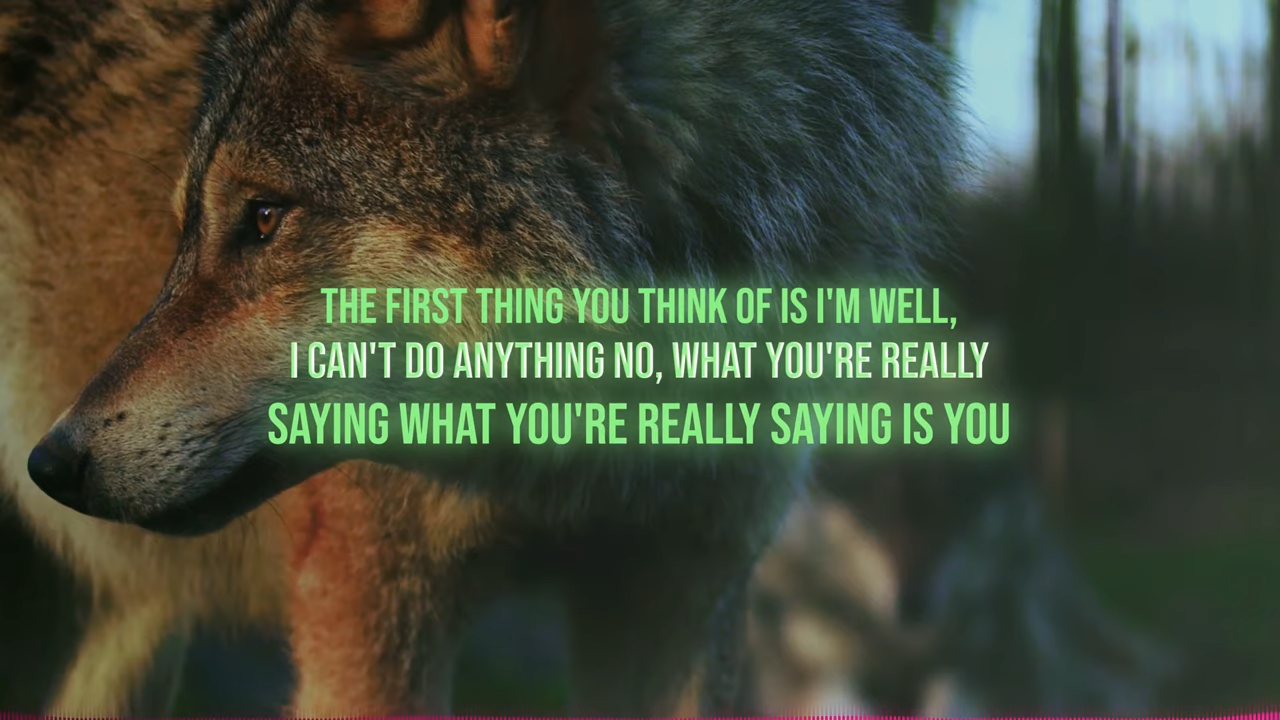 THE FIRST THING YOU THINK OF IS I'M WELL,
I CAN'T DO ANYTHING NO, WHAT YOU'RE REALLY
SAYING WHAT YOU'RE REALLY SAYING IS YOU